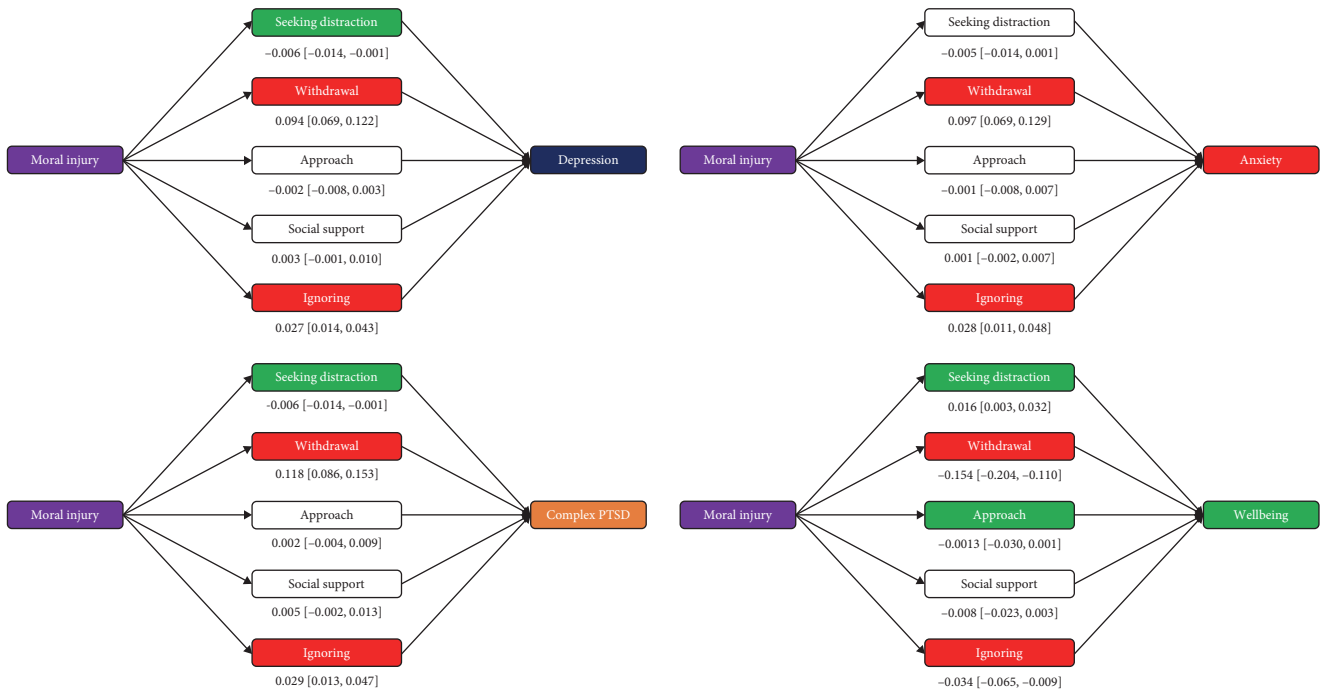 Seeking distraction
–0.006 [–0.014, –0.001]
Withdrawal
0.094 [0.069, 0.122]
Moral injury
Approach
Depression
–0.002 [–0.008, 0.003]
Social support
0.003 [–0.001, 0.010]
Ignoring
0.027 [0.014, 0.043]
Seeking distraction
–0.005 [–0.014, 0.001]
Withdrawal
0.097 [0.069, 0.129]
Moral injury
Approach
Anxiety
–0.001 [–0.008, 0.007]
Social support
0.001 [–0.002, 0.007]
Ignoring
0.028 [0.011, 0.048]
Seeking distraction
-0.006 [–0.014, –0.001]
Withdrawal
0.118 [0.086, 0.153]
Moral injury
Approach
Complex PTSD
0.002 [–0.004, 0.009]
Social support
0.005 [–0.002, 0.013]
Ignoring
0.029 [0.013, 0.047]
Seeking distraction
0.016 [0.003, 0.032]
Withdrawal
–0.154 [–0.204, –0.110]
Moral injury
Approach
Wellbeing
–0.0013 [–0.030, 0.001]
Social support
–0.008 [–0.023, 0.003]
Ignoring
–0.034 [–0.065, –0.009]